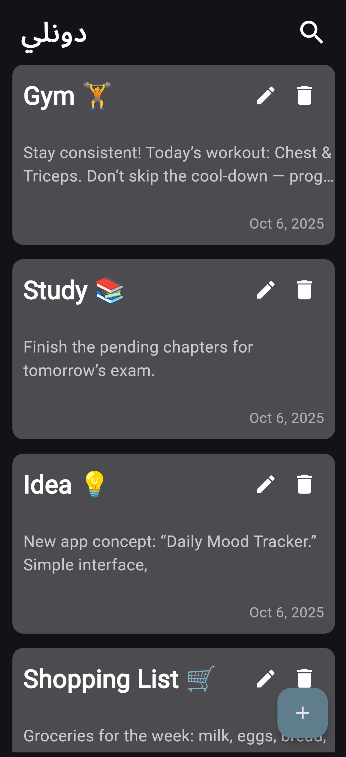 دونلي
Gym 🏋️
Stay consistent! Today’s workout: Chest &
Triceps. Don’t skip the cool-down — prog…
Oct 6, 2025
Study 📚
Finish the pending chapters for
tomorrow’s exam.
Oct 6, 2025
Idea 💡
New app concept: “Daily Mood Tracker.”
Simple interface,
Oct 6, 2025
Shopping List 🛒
Groceries for the week: milk, eggs, bread,